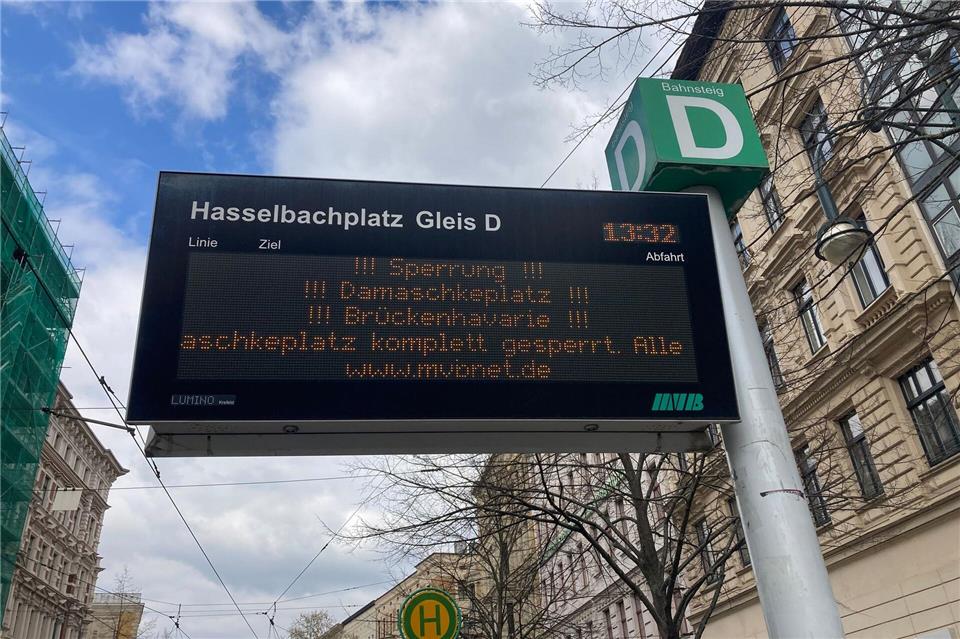 Bahnsteig
D
D
Hasselbachplatz Gleis D
13:32
Linie Ziel Abfahrt
!!! Sperrung !!!
!!! Damaschkeplatz !!!
!!! Brückenhavarie !!!
aschkeplatz komplett gesperrt. Alle
www.mvbnet.de
LUMINO Krefeld
MVB
H